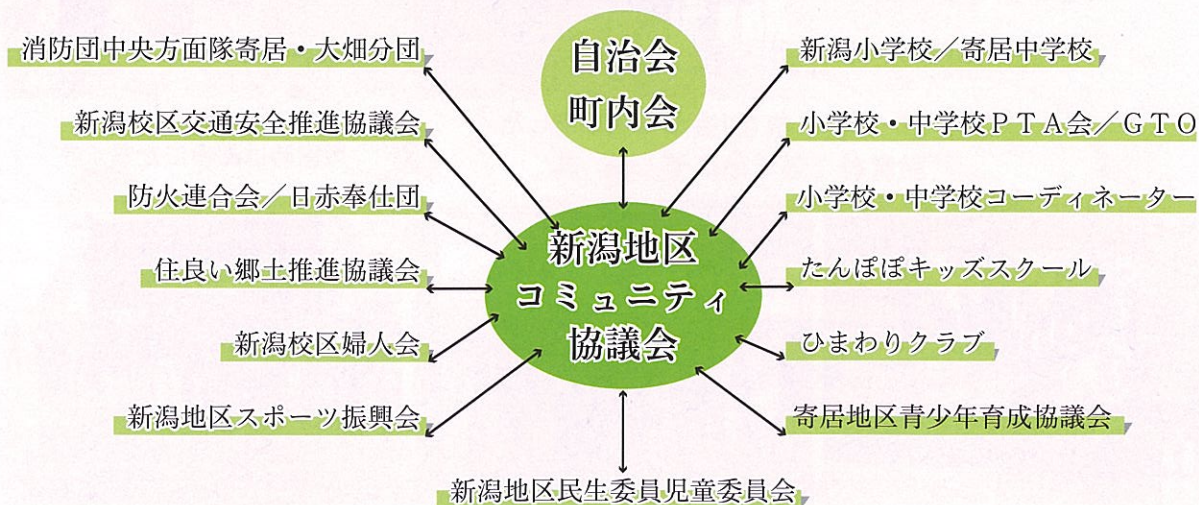 自治会
町内会
消防団中央方面隊寄居・大畑分団
新潟校区交通安全推進協議会
防火連合会／日赤奉仕団
住良い郷土推進協議会
新潟校区婦人会
新潟地区スポーツ振興会
新潟地区
コミュニティ
協議会
新潟小学校／寄居中学校
小学校・中学校ＰＴＡ会／ＧＴＯ
小学校・中学校コーディネーター
たんぽぽキッズスクール
ひまわりクラブ
寄居地区青少年育成協議会
新潟地区民生委員児童委員会